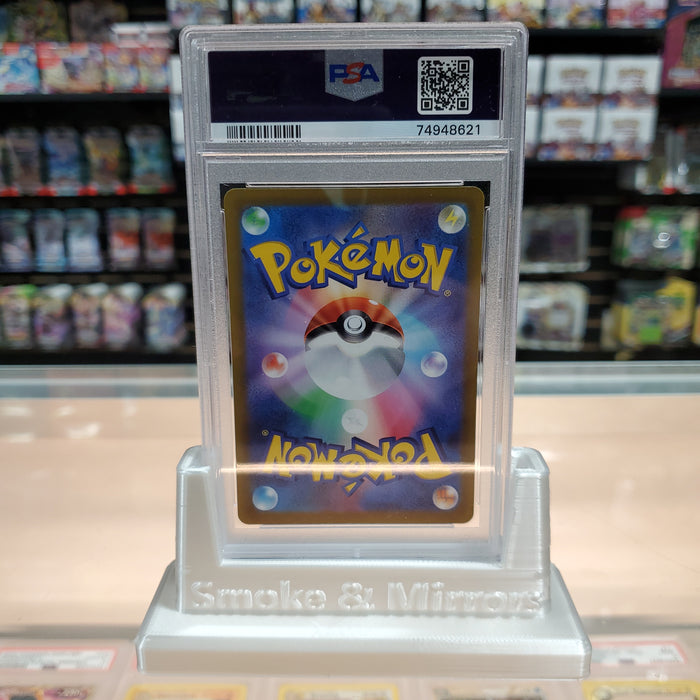 PSA
74948621
POKéMON
®
®
POKéMON
Smoke & Mirrors